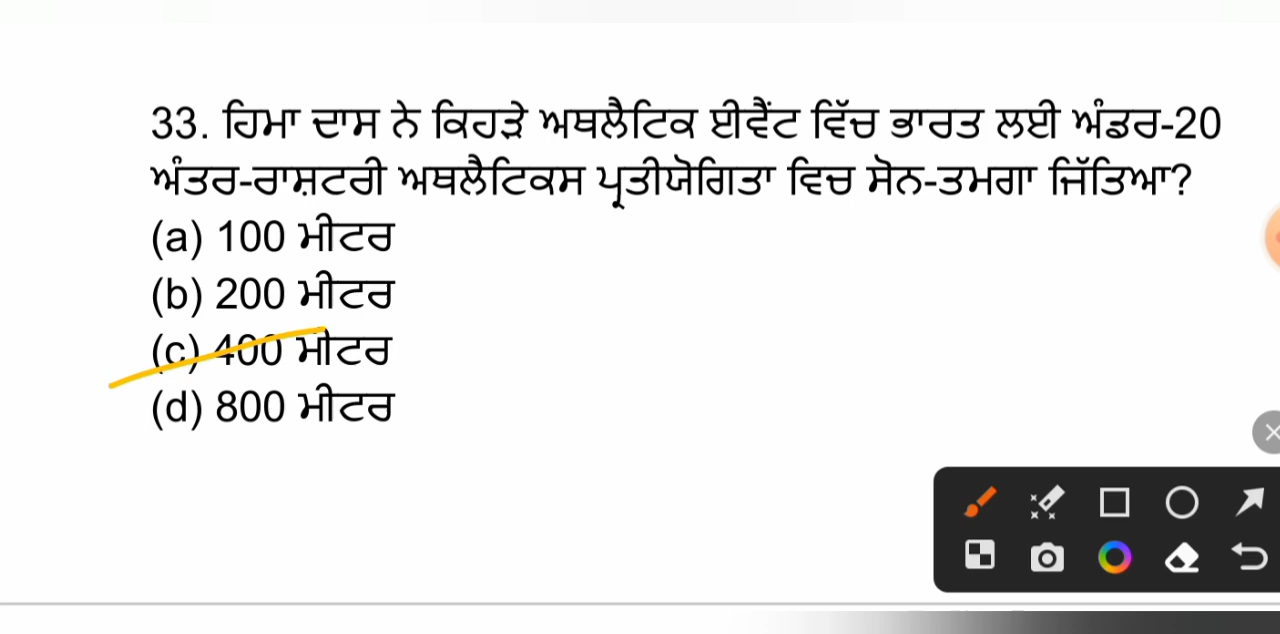 33. ਹਿਮਾ ਦਾਸ ਨੇ ਕਿਹੜੇ ਅਥਲੈਟਿਕ ਈਵੈਂਟ ਵਿੱਚ ਭਾਰਤ ਲਈ ਅੰਡਰ-20
ਅੰਤਰ-ਰਾਸ਼ਟਰੀ ਅਥਲੈਟਿਕਸ ਪ੍ਰਤੀਯੋਗਿਤਾ ਵਿਚ ਸੋਨ-ਤਮਗਾ ਜਿੱਤਿਆ?
(a) 100 ਮੀਟਰ
(b) 200 ਮੀਟਰ
(c) 400 ਮੀਟਰ
(d) 800 ਮੀਟਰ